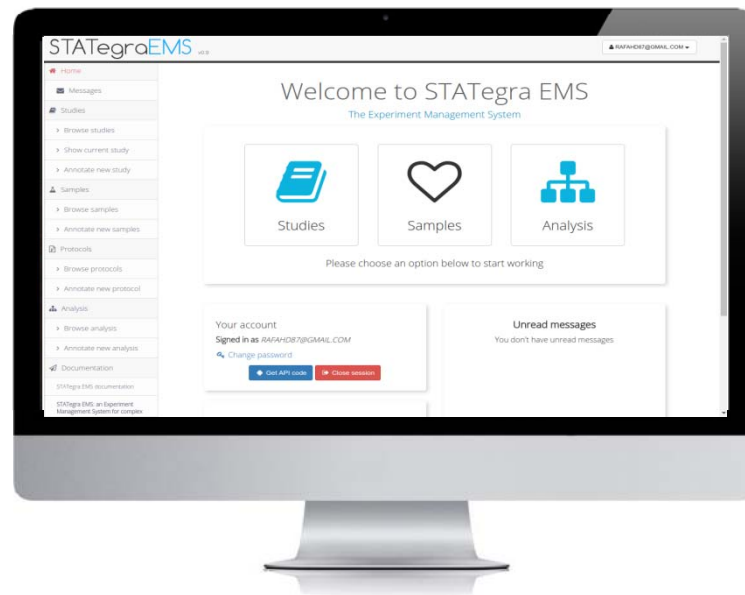 STATegraEMS
RAFAHD87@GMAIL.COM
Home
Messages
Studies
Browse studies
Show current study
Annotate new study
Samples
Browse samples
Annotate new samples
Protocols
Browse protocols
Annotate new protocol
Analysis
Browse analysis
Annotate new analysis
Documentation
STATegra EMS documentation
STATegra EMS: an Experiment
Management System for complex
Welcome to STATegra EMS
The Experiment Management System
Studies
Samples
Analysis
Please choose an option below to start working
Your account
Signed in as RAFAHD87@GMAIL.COM
Change password
Get API code
Close session
Unread messages
You don't have unread messages